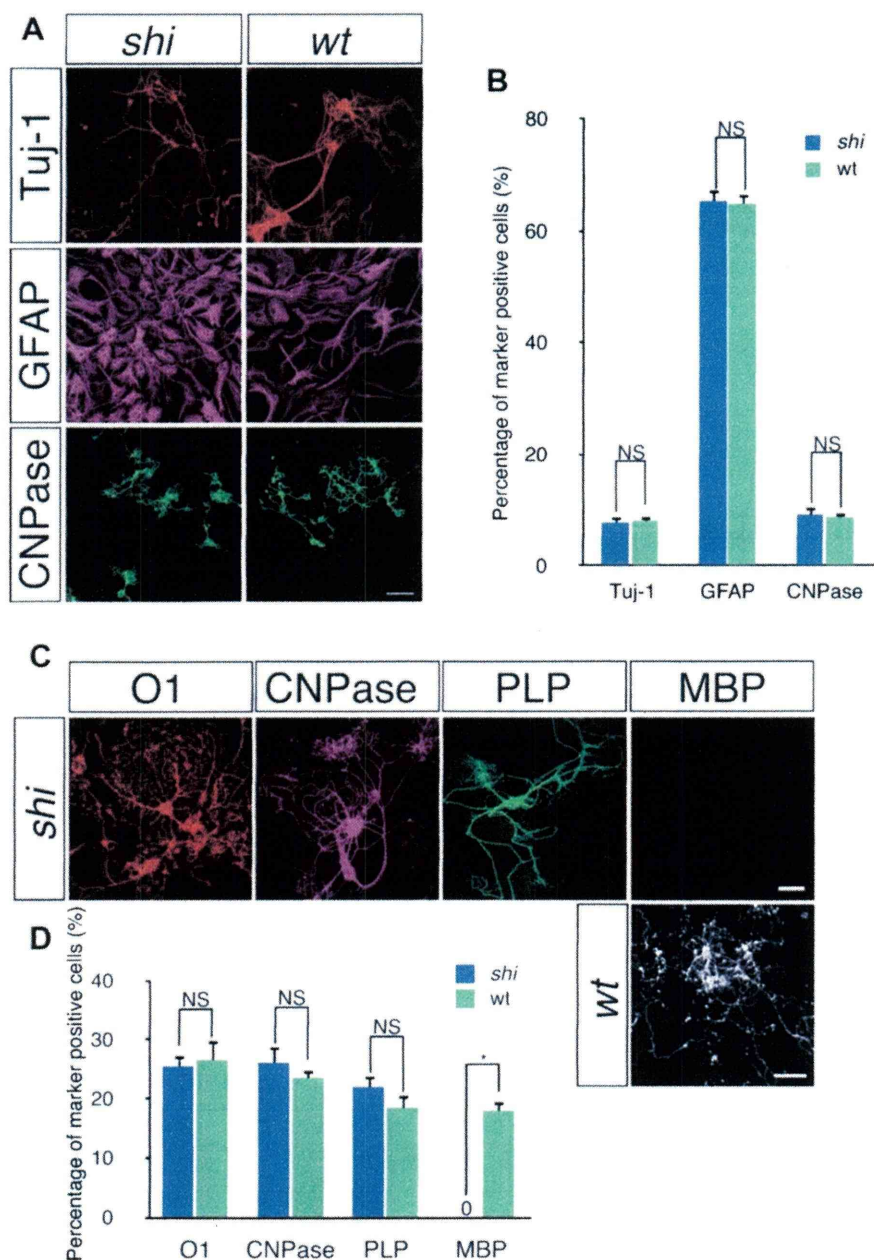 A
shi wt
Tuj-1
GFAP
CNPase
B
Percentage of marker positive cells (%)
80
60
40
20
0
NS
NS
NS
shi
wt
Tuj-1 GFAP CNPase
C
O1 CNPase PLP MBP
shi
wt
D
Percentage of marker positive cells (%)
40
30
20
10
0
NS
NS
NS
*
0
shi
wt
O1 CNPase PLP MBP